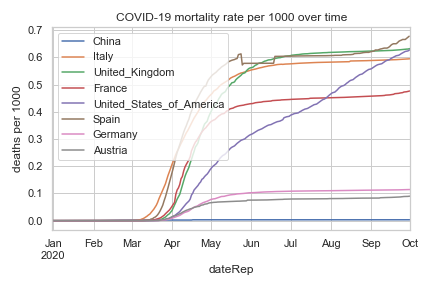 COVID-19 mortality rate per 1000 over time
deaths per 1000
0.7
0.6
0.5
0.4
0.3
0.2
0.1
0.0
China
Italy
United_Kingdom
France
United_States_of_America
Spain
Germany
Austria
Jan Feb Mar Apr May Jun Jul Aug Sep Oct
2020
dateRep